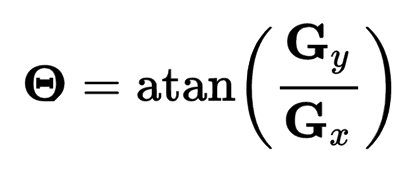 Θ = atan(G_y / G_x)